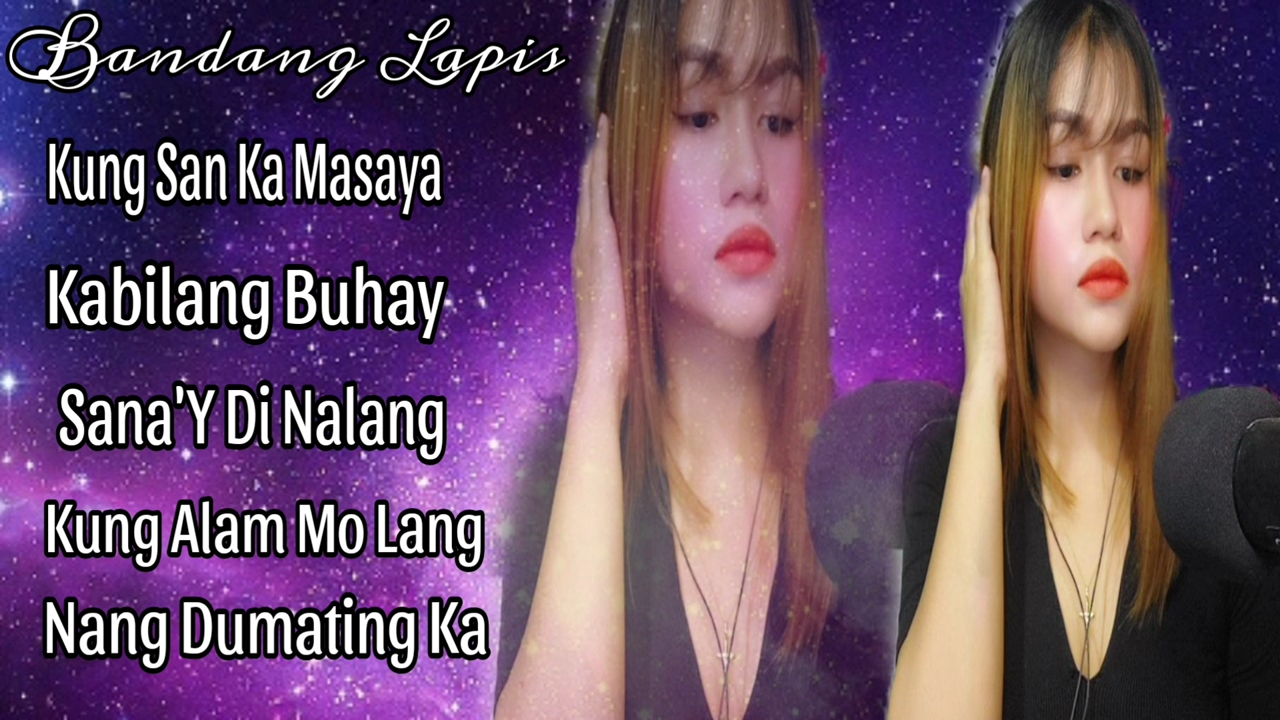 Bandang Lapis
Kung San Ka Masaya
Kabilang Buhay
Sana'Y Di Nalang
Kung Alam Mo Lang
Nang Dumating Ka